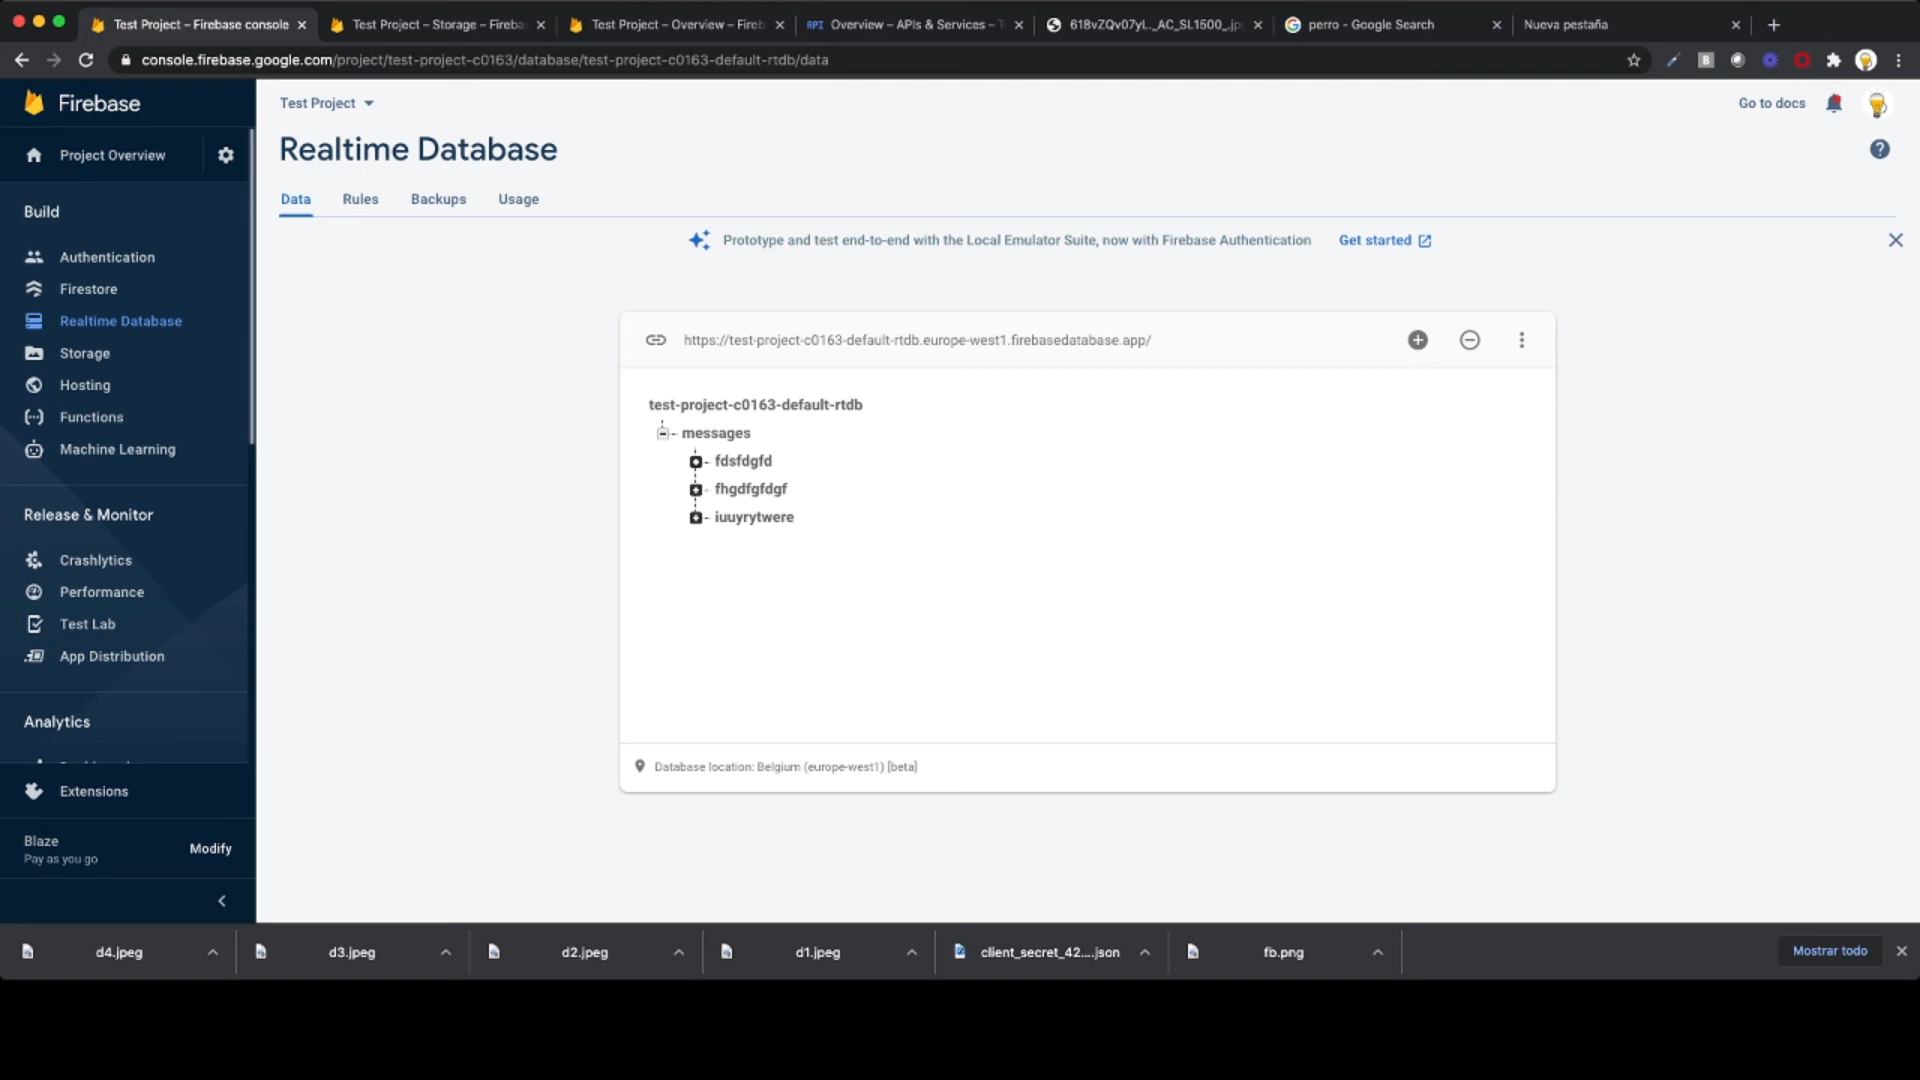 Test Project – Firebase console
Test Project – Storage – Fireba
Test Project – Overview – Fireb
API Overview – APIs & Services – T
618vZQv07yL._AC_SL1500_.jp
perro - Google Search
Nueva pestaña
console.firebase.google.com/project/test-project-c0163/database/test-project-c0163-default-rtdb/data
Firebase
Test Project
Go to docs
Project Overview
Realtime Database
Data
Rules
Backups
Usage
Build
Prototype and test end-to-end with the Local Emulator Suite, now with Firebase Authentication
Get started
Authentication
Firestore
Realtime Database
Storage
Hosting
Functions
Machine Learning
https://test-project-c0163-default-rtdb.europe-west1.firebasedatabase.app/
test-project-c0163-default-rtdb
messages
fdsfdgfd
fhgdfgfdgf
iuuyrytwere
Release & Monitor
Crashlytics
Performance
Test Lab
App Distribution
Analytics
Database location: Belgium (europe-west1) [beta]
Extensions
Blaze
Pay as you go
Modify
d4.jpeg
d3.jpeg
d2.jpeg
d1.jpeg
client_secret_42....json
fb.png
Mostrar todo